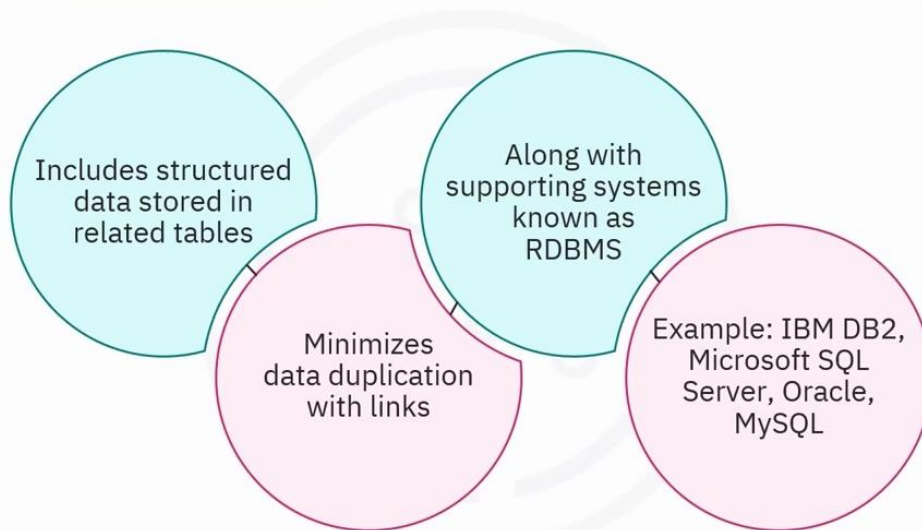 Includes structured
data stored in
related tables
Minimizes
data duplication
with links
Along with
supporting systems
known as
RDBMS
Example: IBM DB2,
Microsoft SQL
Server, Oracle,
MySQL